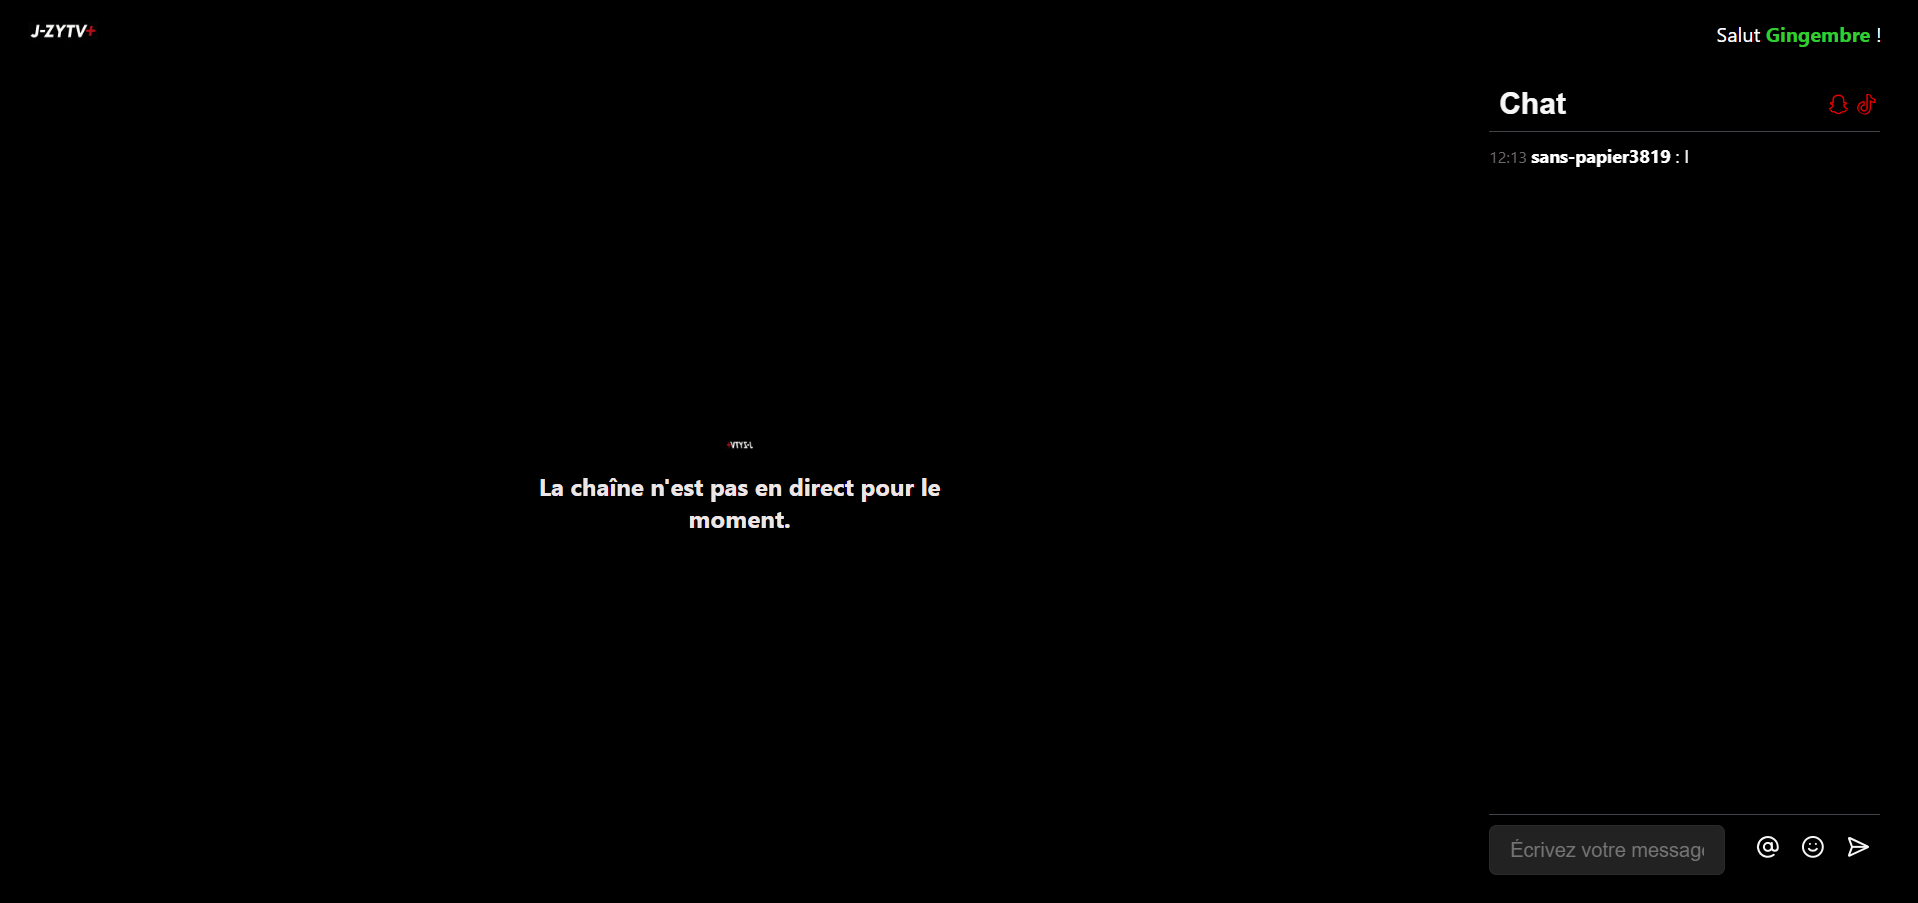 J-ZYTV+
Salut Gingembre !
Chat
12:13 sans-papier3819 : l
J-ZYTV+
La chaîne n'est pas en direct pour le
moment.
Écrivez votre messag